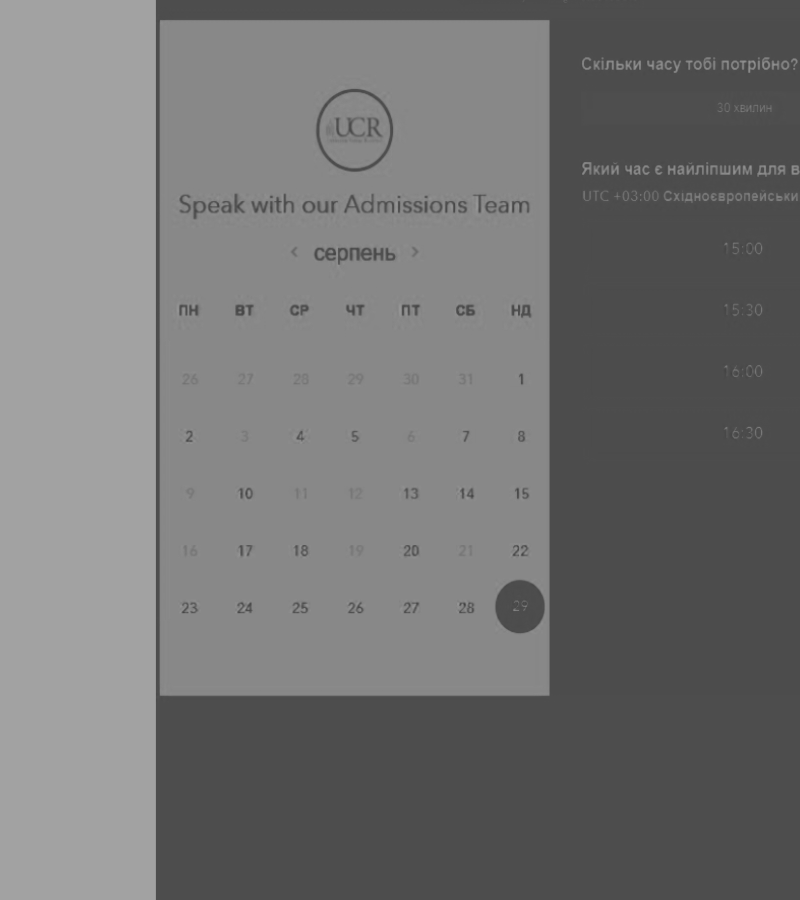 UCR
Speak with our Admissions Team
< серпень >
ПН ВТ СР ЧТ ПТ СБ НД
26 27 28 29 30 31 1
2 3 4 5 6 7 8
9 10 11 12 13 14 15
16 17 18 19 20 21 22
23 24 25 26 27 28 29
Скільки часу тобі потрібно?
30 хвилин
Який час є найліпшим для в
UTC +03:00 Східноєвропейськи
15:00
15:30
16:00
16:30